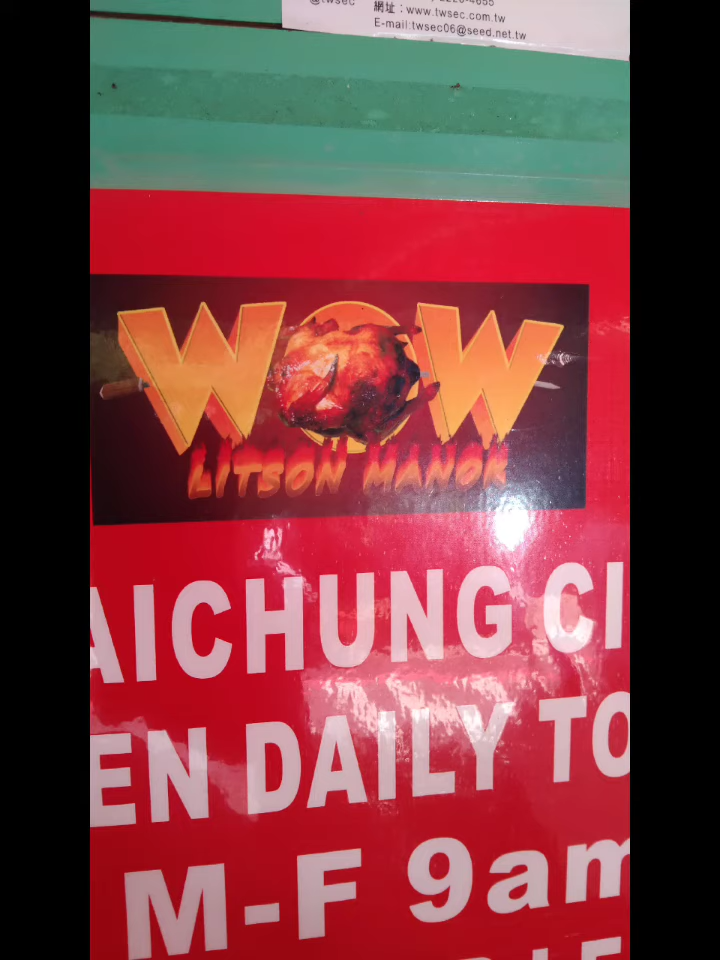 網址：www.twsec.com.tw
E-mail:twsec06@seed.net.tw
WOW
LITSON MANOK
AICHUNG CI
EN DAILY TO
M-F 9am